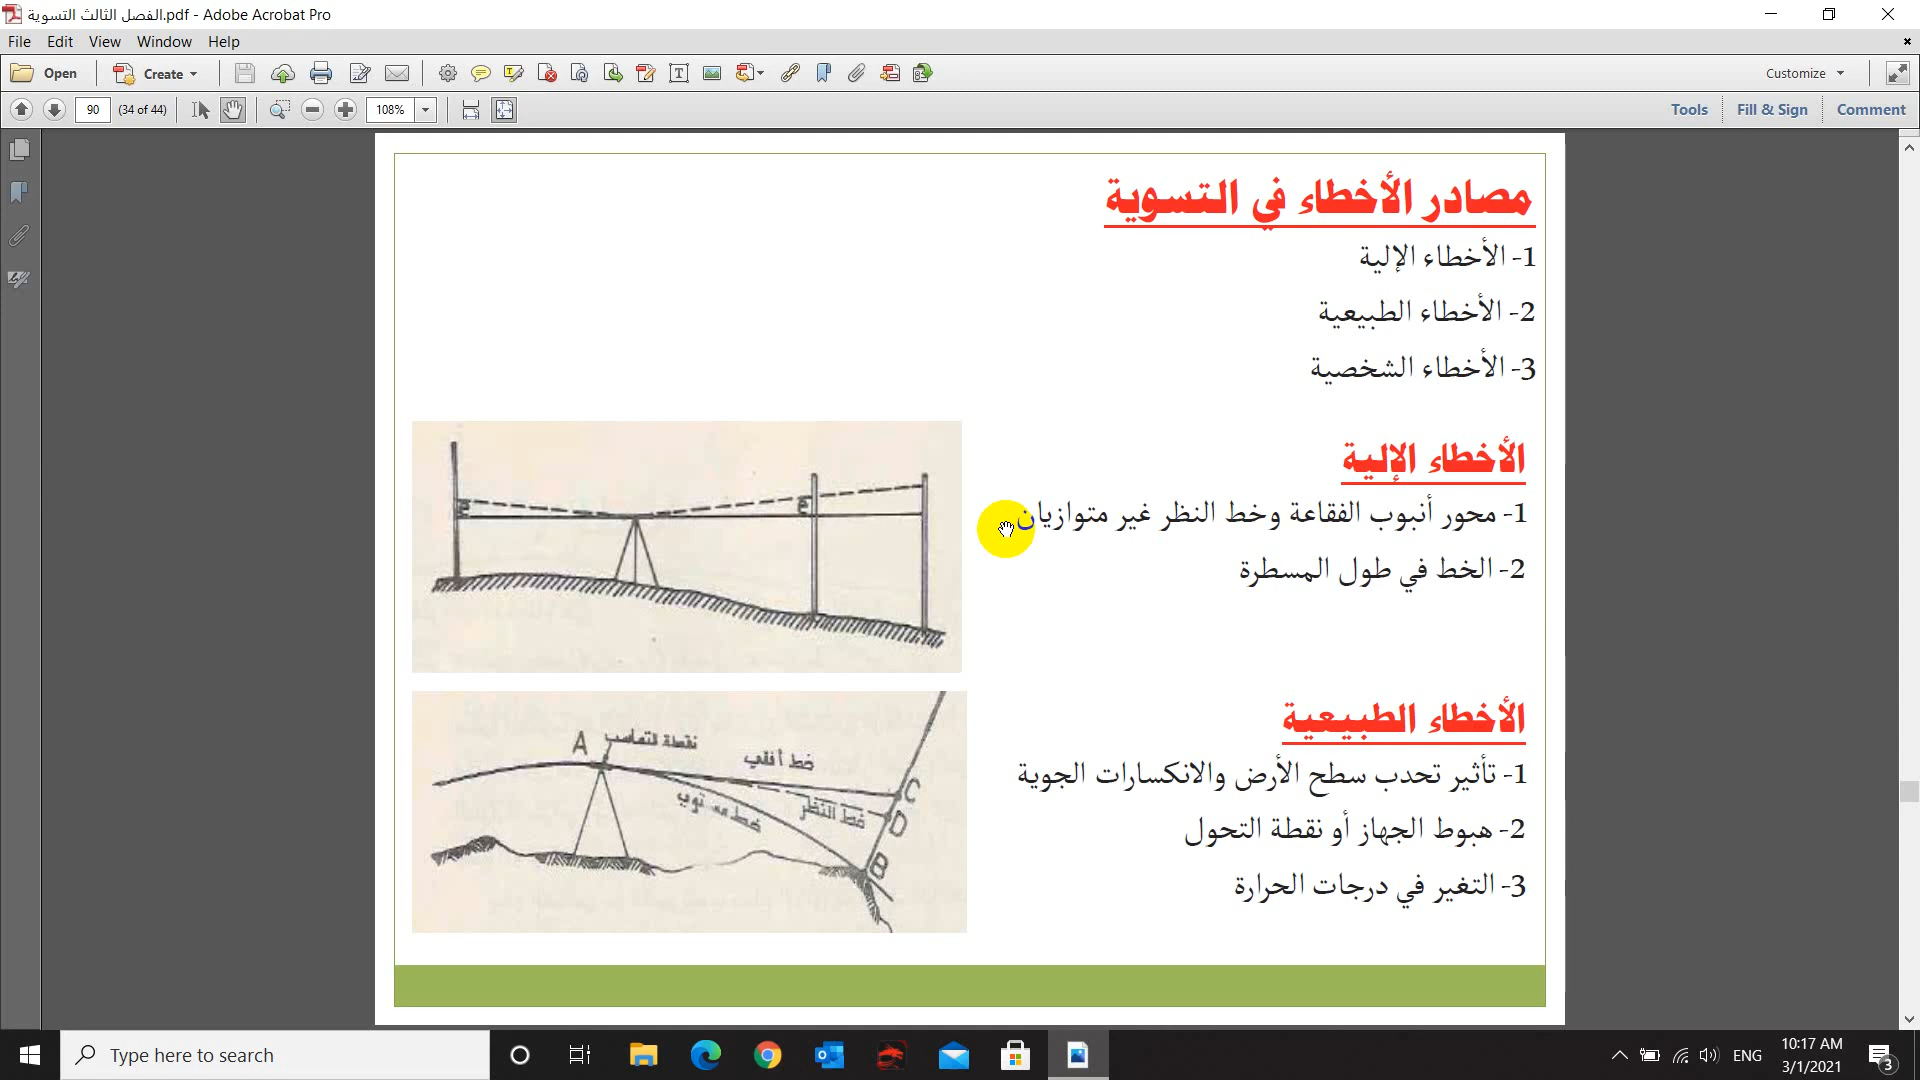 الفصل الثالث التسوية.pdf - Adobe Acrobat Pro
File Edit View Window Help
Open Create Customize
90 (34 of 44) 108% Tools Fill & Sign Comment
مصادر الأخطاء في التسوية
1- الأخطاء الإلية
2- الأخطاء الطبيعية
3- الأخطاء الشخصية
الأخطاء الإلية
1- محور أنبوب الفقاعة وخط النظر غير متوازيان
2- الخط في طول المسطرة
الأخطاء الطبيعية
1- تأثير تحدب سطح الأرض والانكسارات الجوية
2- هبوط الجهاز أو نقطة التحول
3- التغير في درجات الحرارة
A نقطة التماس
خط أفقي
خط النظر
خط
C
D
B
Type here to search
ENG
10:17 AM
3/1/2021
3